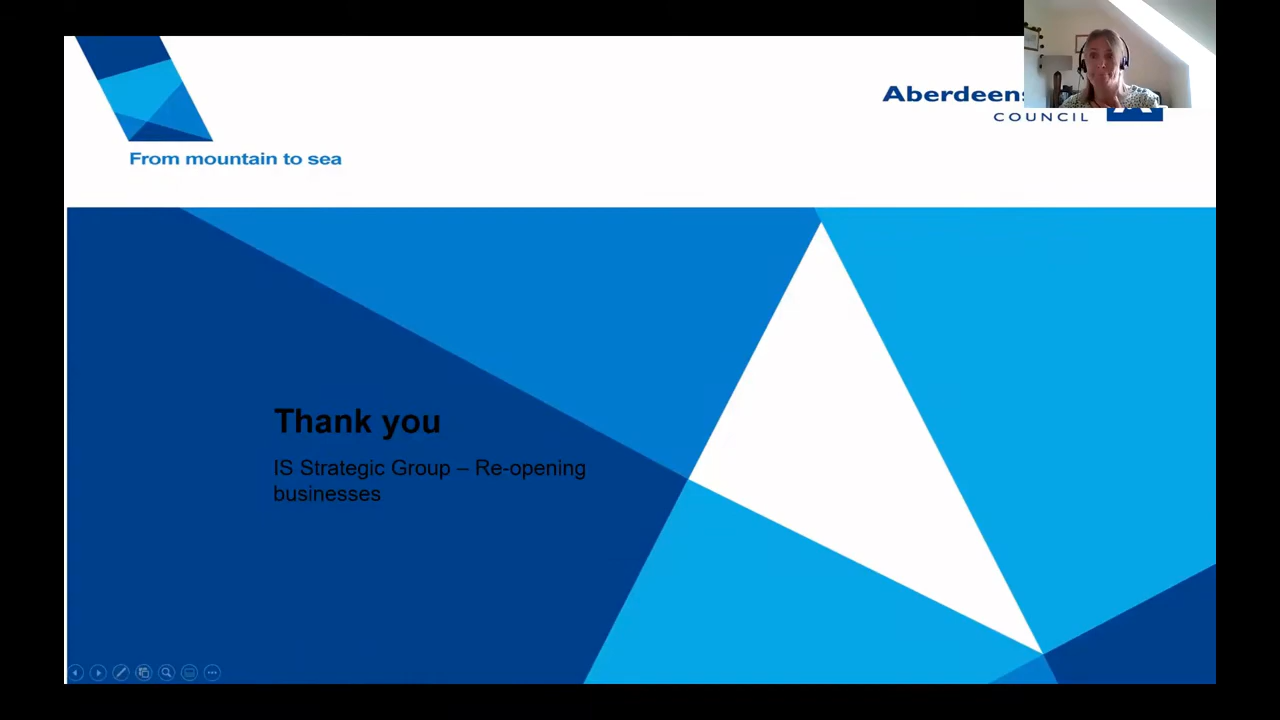 Aberdeens
COUNCIL
From mountain to sea
Thank you
IS Strategic Group – Re-opening
businesses